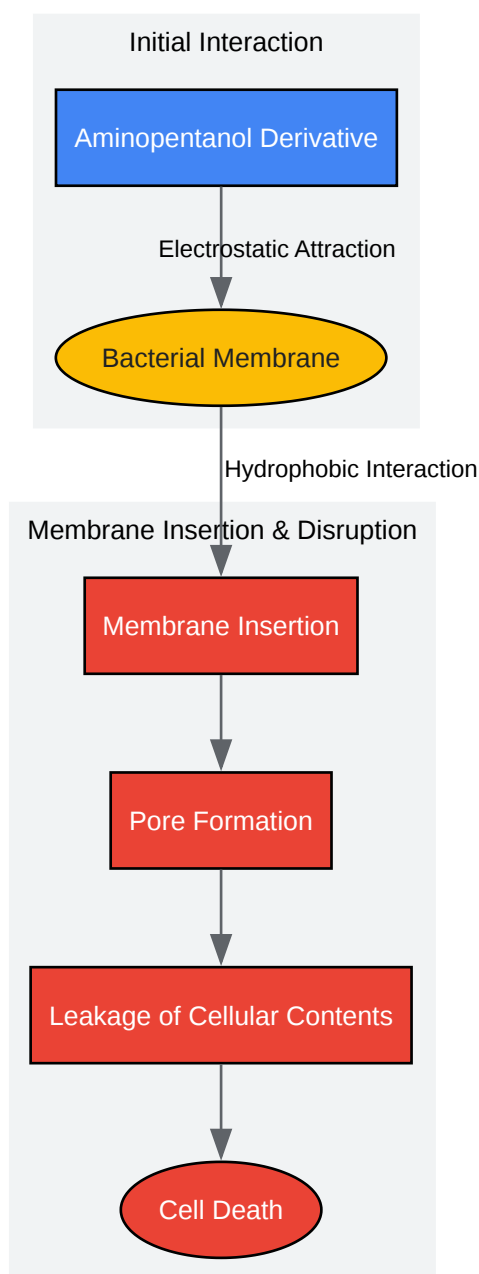 Initial Interaction
Aminopentanol Derivative
Electrostatic Attraction
Bacterial Membrane
Hydrophobic Interaction
Membrane Insertion & Disruption
Membrane Insertion
Pore Formation
Leakage of Cellular Contents
Cell Death